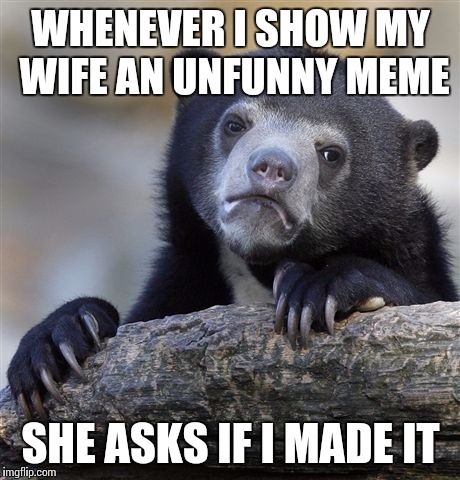 WHENEVER I SHOW MY
WIFE AN UNFUNNY MEME
SHE ASKS IF I MADE IT
imgflip.com